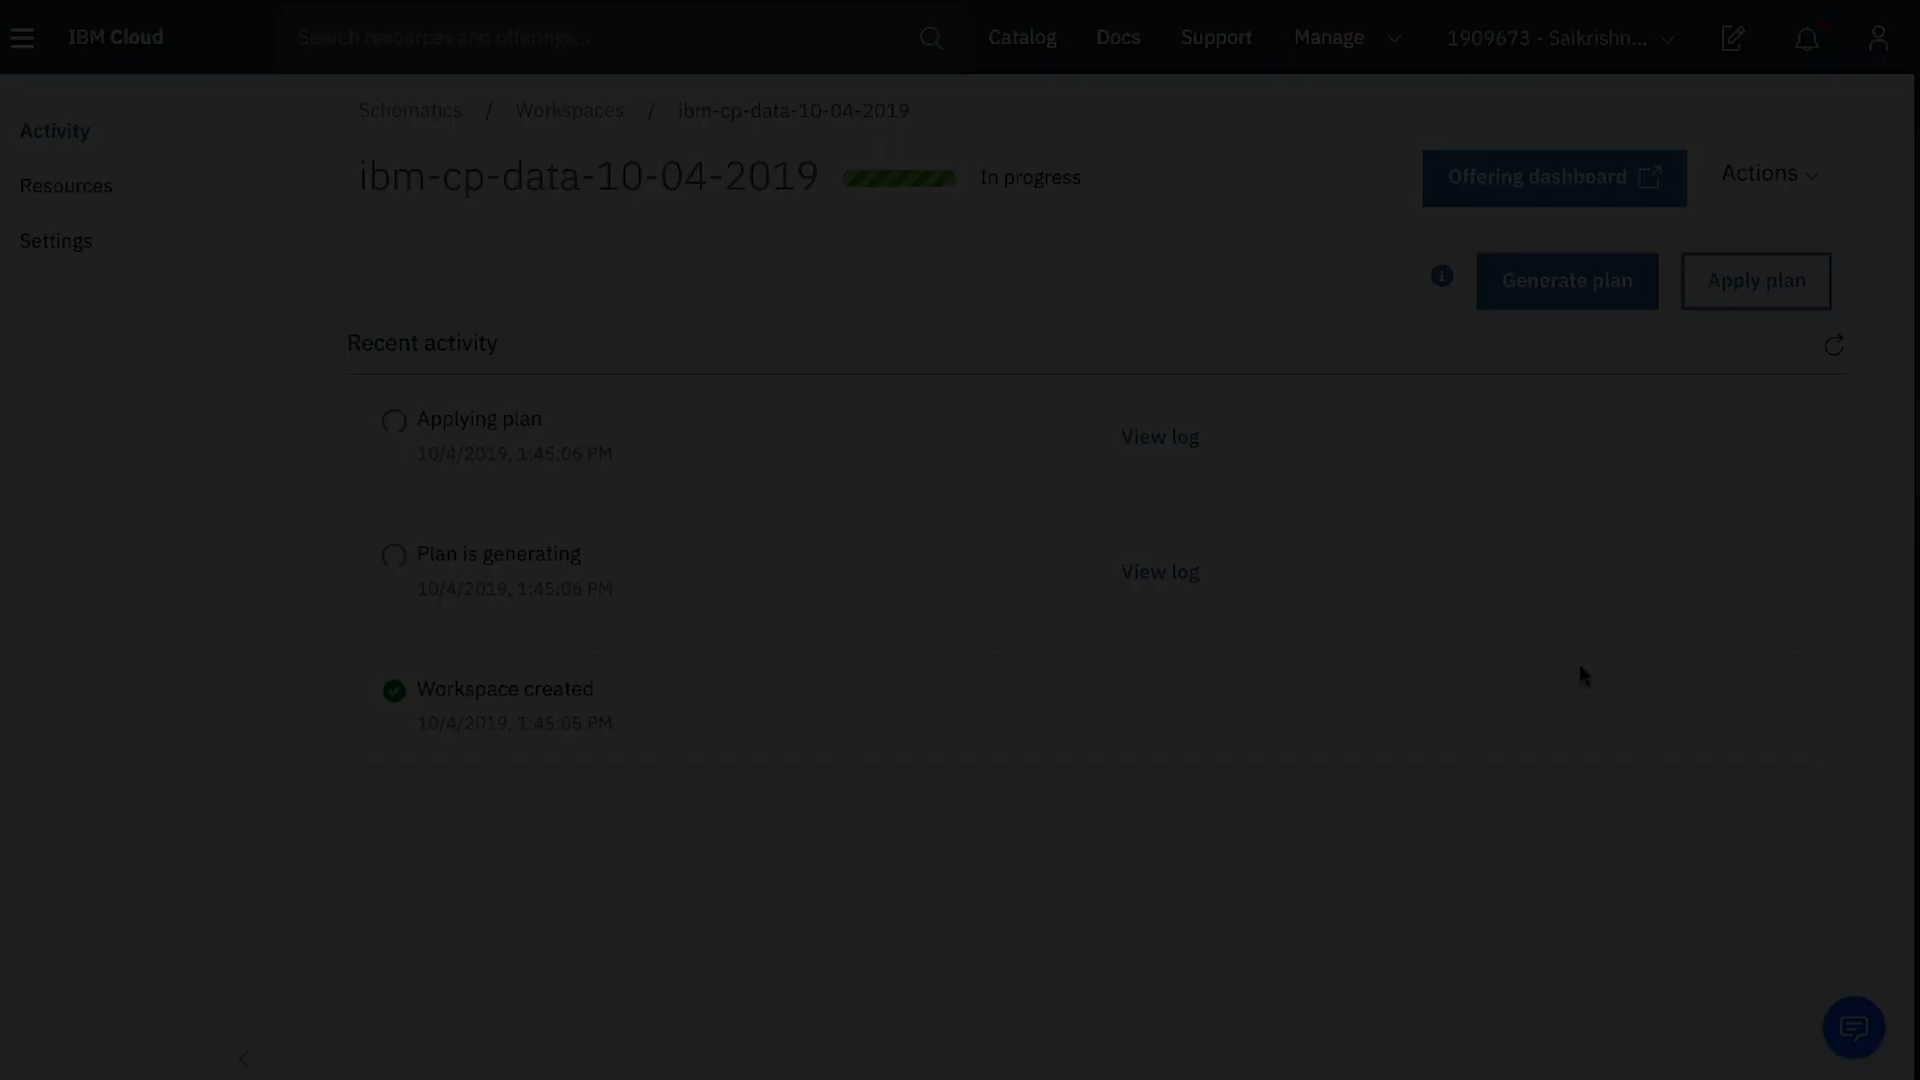 IBM Cloud
Search resources and offerings...
Catalog
Docs
Support
Manage
1909673 - Saikrishn...
Schematics / Workspaces / ibm-cp-data-10-04-2019
Activity
Resources
Settings
ibm-cp-data-10-04-2019
In progress
Offering dashboard
Actions
Generate plan
Apply plan
Recent activity
Applying plan
10/4/2019, 1:45:06 PM
View log
Plan is generating
10/4/2019, 1:45:06 PM
View log
Workspace created
10/4/2019, 1:45:05 PM